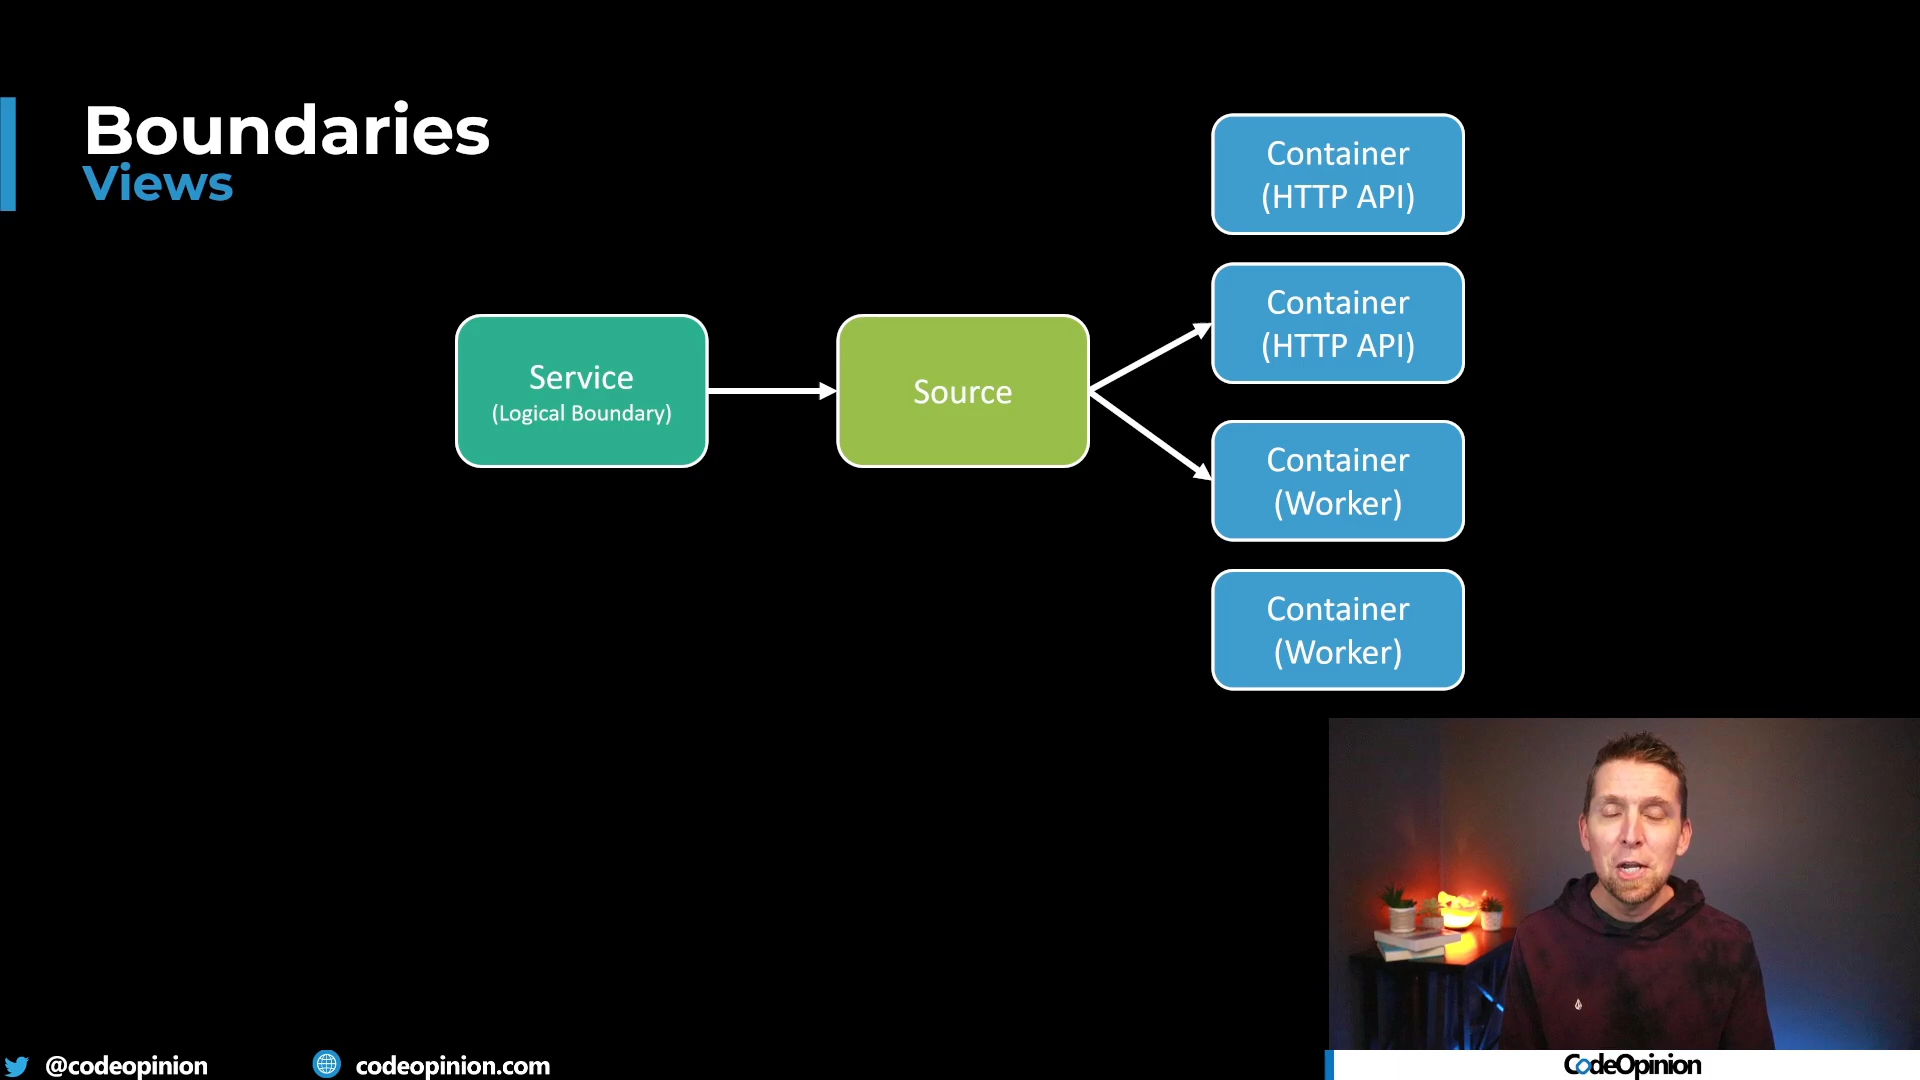 Boundaries
Views
Container
(HTTP API)
Container
(HTTP API)
Service
(Logical Boundary)
Source
Container
(Worker)
Container
(Worker)
@codeopinion
codeopinion.com
CodeOpinion